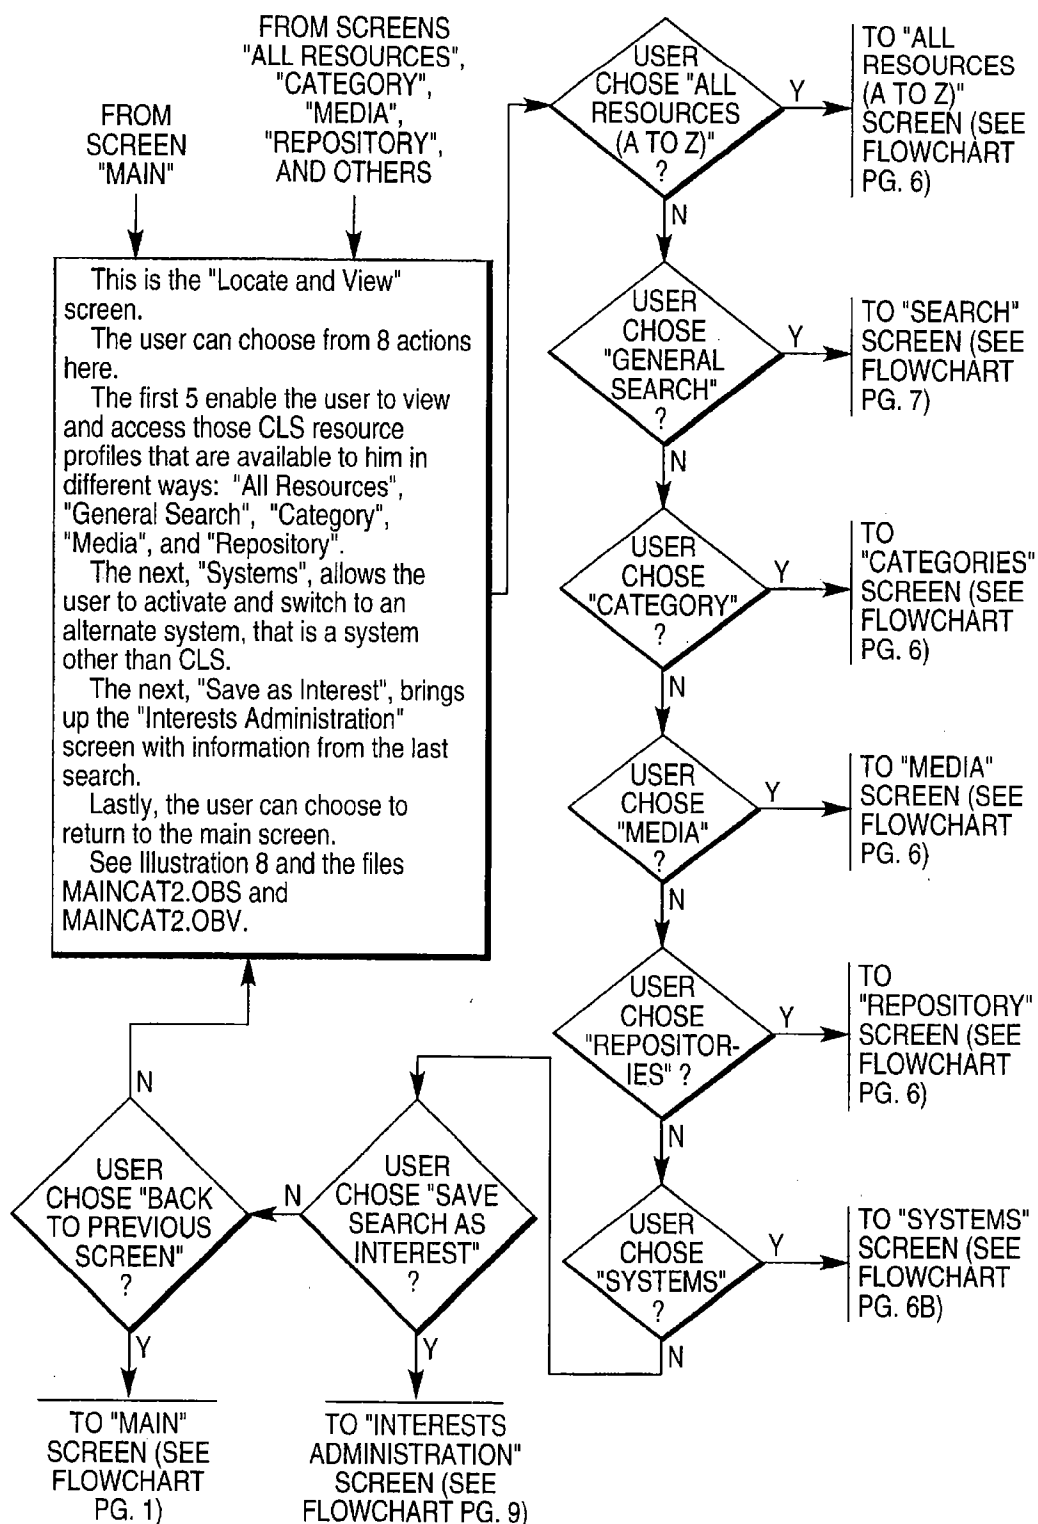 FROM
SCREEN
"MAIN"
FROM SCREENS
"ALL RESOURCES",
"CATEGORY",
"MEDIA",
"REPOSITORY",
AND OTHERS
This is the "Locate and View"
screen.
The user can choose from 8 actions
here.
The first 5 enable the user to view
and access those CLS resource
profiles that are available to him in
different ways: "All Resources",
"General Search", "Category",
"Media", and "Repository".
The next, "Systems", allows the
user to activate and switch to an
alternate system, that is a system
other than CLS.
The next, "Save as Interest", brings
up the "Interests Administration"
screen with information from the last
search.
Lastly, the user can choose to
return to the main screen.
See Illustration 8 and the files
MAINCAT2.OBS and
MAINCAT2.OBV.
USER
CHOSE "ALL
RESOURCES
(A TO Z)"
?
Y
TO "ALL
RESOURCES
(A TO Z)"
SCREEN (SEE
FLOWCHART
PG. 6)
N
USER
CHOSE
"GENERAL
SEARCH"
?
Y
TO "SEARCH"
SCREEN (SEE
FLOWCHART
PG. 7)
N
USER
CHOSE
"CATEGORY"
?
Y
TO
"CATEGORIES"
SCREEN (SEE
FLOWCHART
PG. 6)
N
USER
CHOSE
"MEDIA"
?
Y
TO "MEDIA"
SCREEN (SEE
FLOWCHART
PG. 6)
N
USER
CHOSE
"REPOSITOR-
IES" ?
Y
TO
"REPOSITORY"
SCREEN (SEE
FLOWCHART
PG. 6)
N
USER
CHOSE
"SYSTEMS"
?
Y
TO "SYSTEMS"
SCREEN (SEE
FLOWCHART
PG. 6B)
N
USER
CHOSE "SAVE
SEARCH AS
INTEREST"
?
Y
TO "INTERESTS
ADMINISTRATION"
SCREEN (SEE
FLOWCHART PG. 9)
N
USER
CHOSE "BACK
TO PREVIOUS
SCREEN"
?
N
Y
TO "MAIN"
SCREEN (SEE
FLOWCHART
PG. 1)